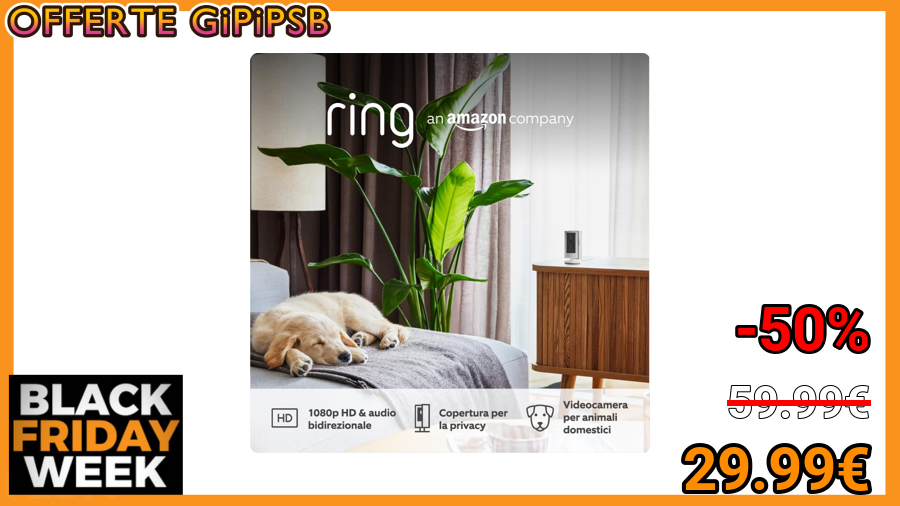 OFFERTE GiPiPSB
ring an amazon company
HD
1080p HD & audio
bidirezionale
Copertura per
la privacy
Videocamera
per animali
domestici
-50%
59.99€
29.99€
BLACK
FRIDAY
WEEK